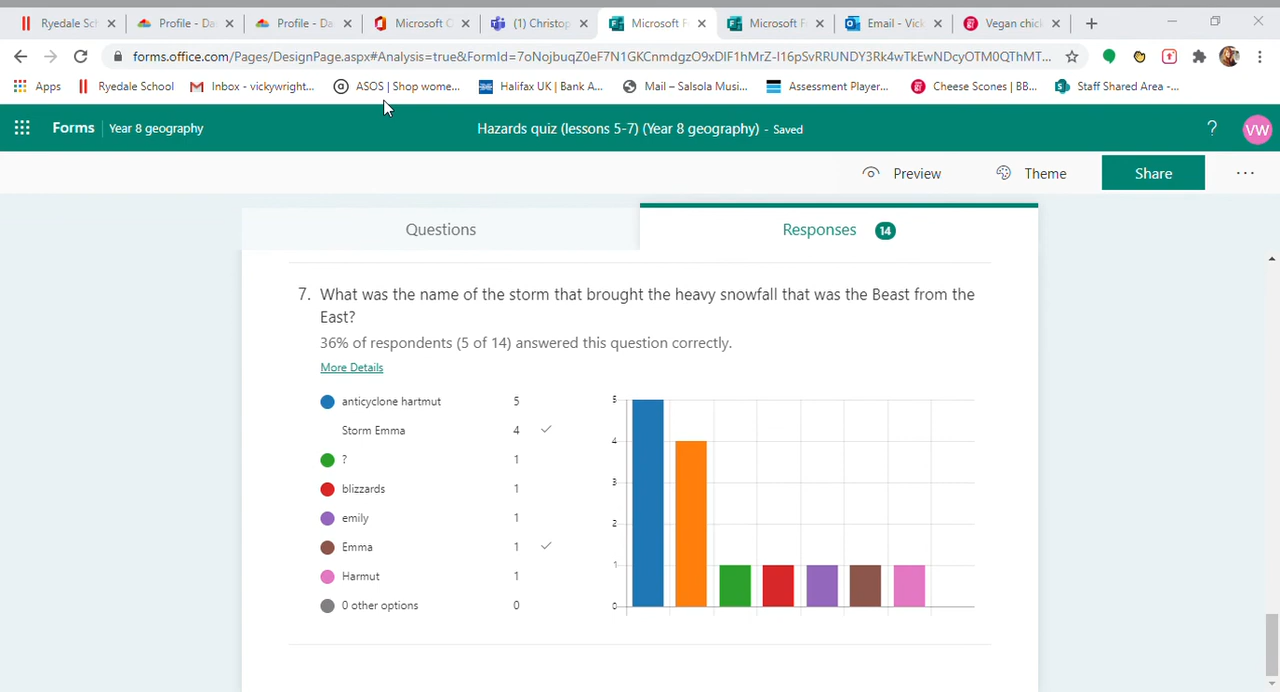 Ryedale Sch
Profile - Da
Profile - Da
Microsoft O
(1) Christop
Microsoft F
Microsoft F
Email - Vick
Vegan chick
forms.office.com/Pages/DesignPage.aspx#Analysis=true&FormId=7oNojbuqZ0eF7N1GKCnmdgzO9xDlF1hMrZ-I16pSvRRUNDY3Rk4wTkEwNDcyOTM0QThMT...
Apps
Ryedale School
Inbox - vickywright...
ASOS | Shop wome...
Halifax UK | Bank A...
Mail – Salsola Musi...
Assessment Player...
Cheese Scones | BB...
Staff Shared Area -...
Forms
Year 8 geography
Hazards quiz (lessons 5-7) (Year 8 geography) - Saved
?
VW
Preview
Theme
Share
...
Questions
Responses 14
7. What was the name of the storm that brought the heavy snowfall that was the Beast from the
East?
36% of respondents (5 of 14) answered this question correctly.
More Details
anticyclone hartmut 5
Storm Emma 4
? 1
blizzards 1
emily 1
Emma 1
Harmut 1
0 other options 0
5
4
3
2
1
0